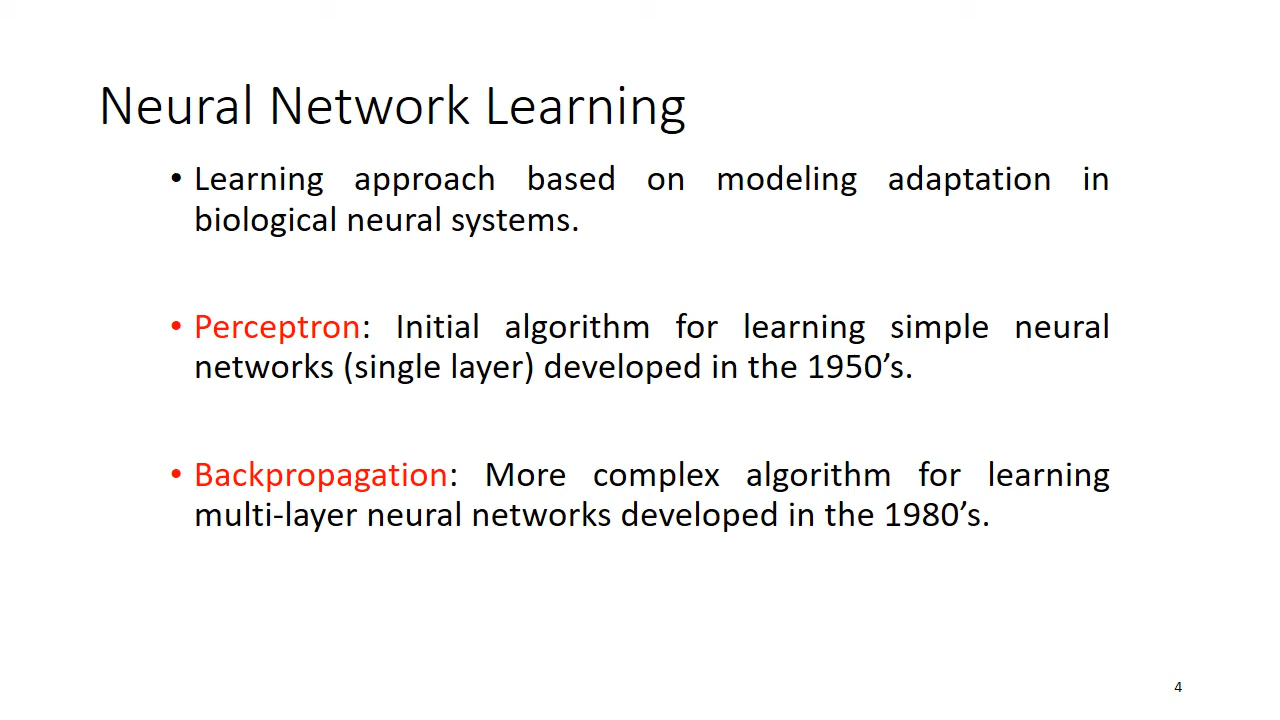 Neural Network Learning
• Learning approach based on modeling adaptation in
biological neural systems.
• Perceptron: Initial algorithm for learning simple neural
networks (single layer) developed in the 1950’s.
• Backpropagation: More complex algorithm for learning
multi-layer neural networks developed in the 1980’s.
4